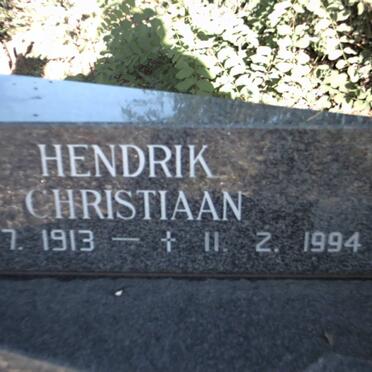 HENDRIK
CHRISTIAAN
7. 1913 — † 11. 2. 1994